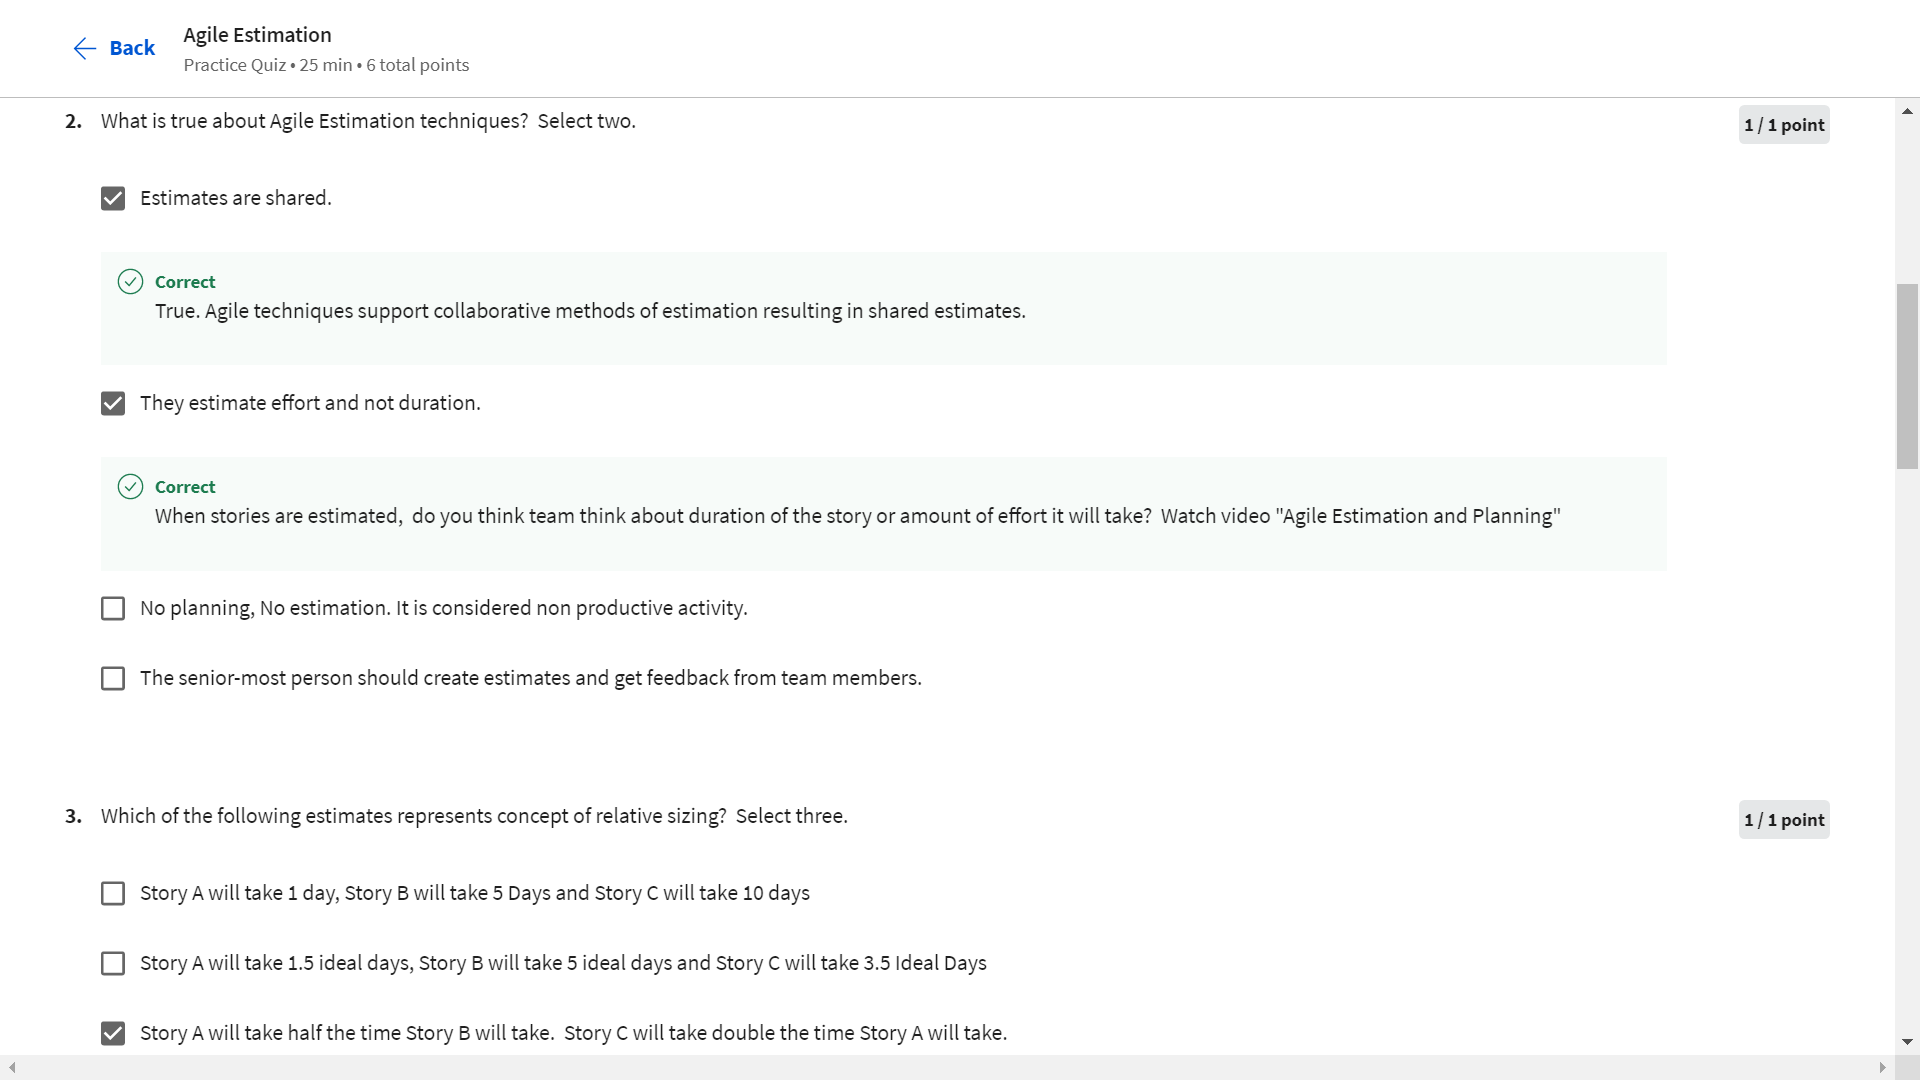 Back
Agile Estimation
Practice Quiz • 25 min • 6 total points
2. What is true about Agile Estimation techniques? Select two.
1 / 1 point
Estimates are shared.
Correct
True. Agile techniques support collaborative methods of estimation resulting in shared estimates.
They estimate effort and not duration.
Correct
When stories are estimated, do you think team think about duration of the story or amount of effort it will take? Watch video "Agile Estimation and Planning"
No planning, No estimation. It is considered non productive activity.
The senior-most person should create estimates and get feedback from team members.
3. Which of the following estimates represents concept of relative sizing? Select three.
1 / 1 point
Story A will take 1 day, Story B will take 5 Days and Story C will take 10 days
Story A will take 1.5 ideal days, Story B will take 5 ideal days and Story C will take 3.5 Ideal Days
Story A will take half the time Story B will take. Story C will take double the time Story A will take.